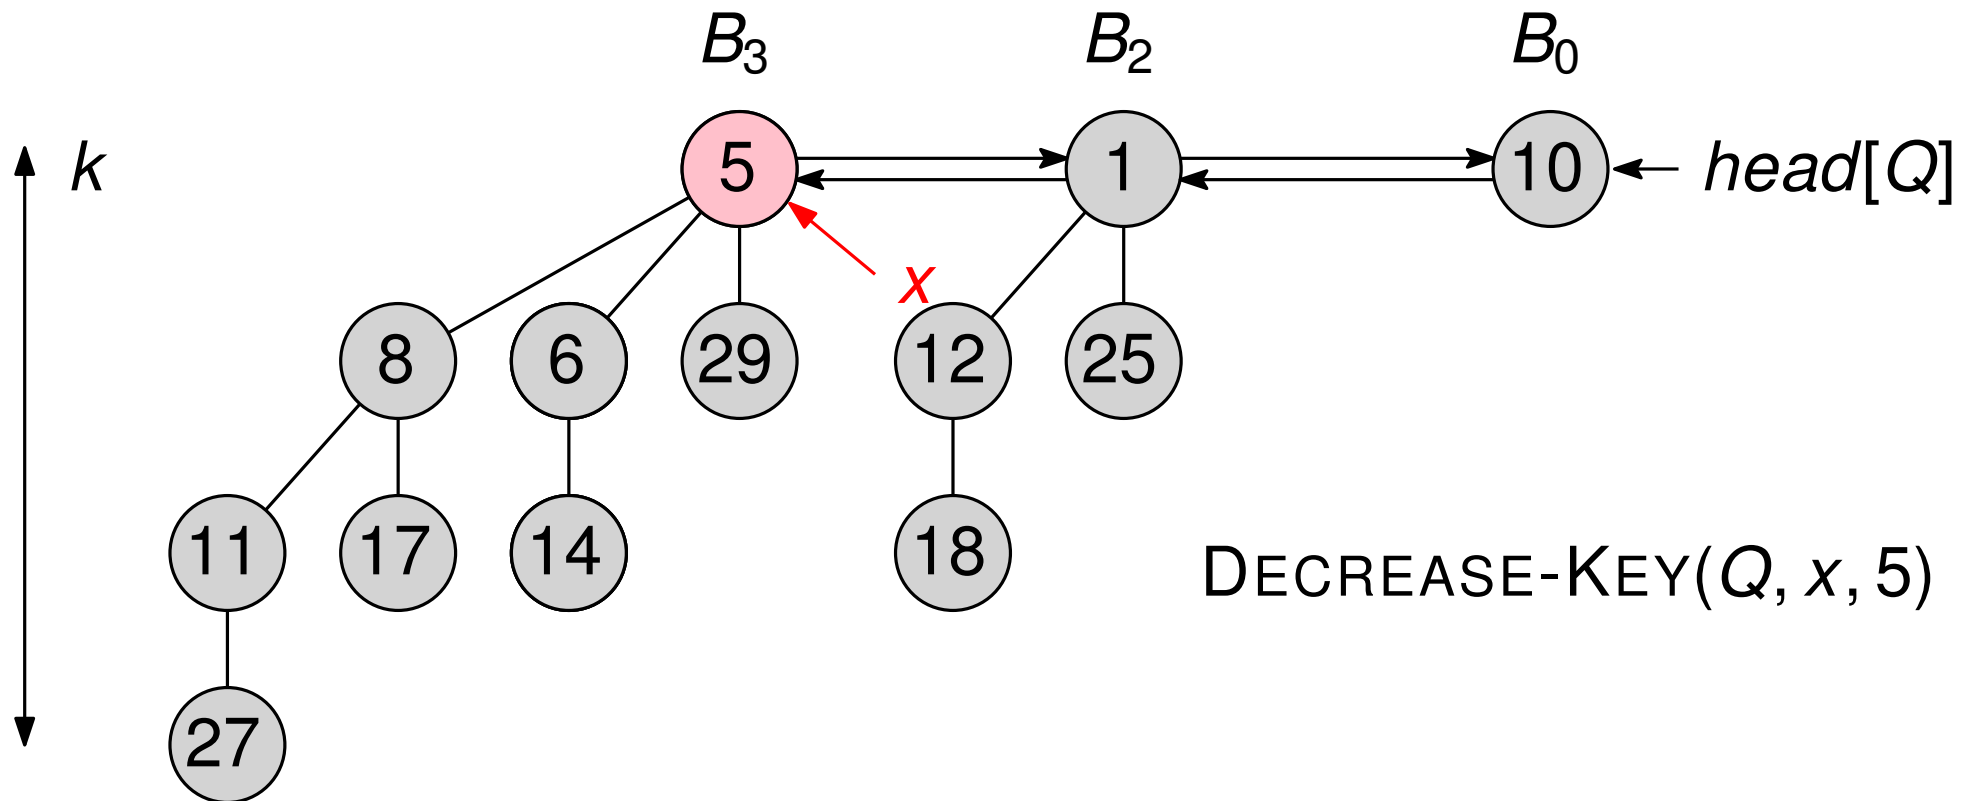 B3 B2 B0
k 5 1 10 head[Q]
x
8 6 29 12 25
11 17 14 18 DECREASE-KEY(Q, x, 5)
27